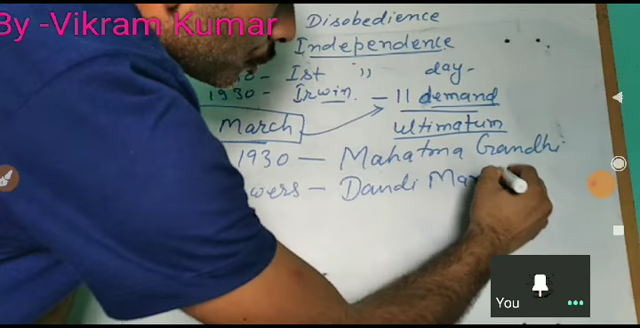 By -Vikram Kumar
Disobedience
Independence
Ist " day-
1930- Irwin. - 11 demand
ultimatum
March
1930 - Mahatma Gandhi
wers - Dandi Mar
You